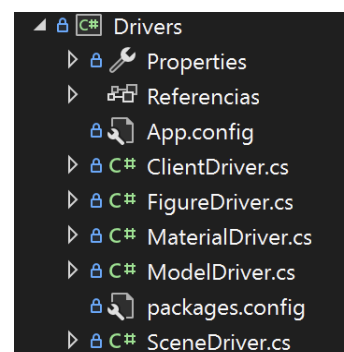 C# Drivers
Properties
Referencias
App.config
C# ClientDriver.cs
C# FigureDriver.cs
C# MaterialDriver.cs
C# ModelDriver.cs
packages.config
C# SceneDriver.cs